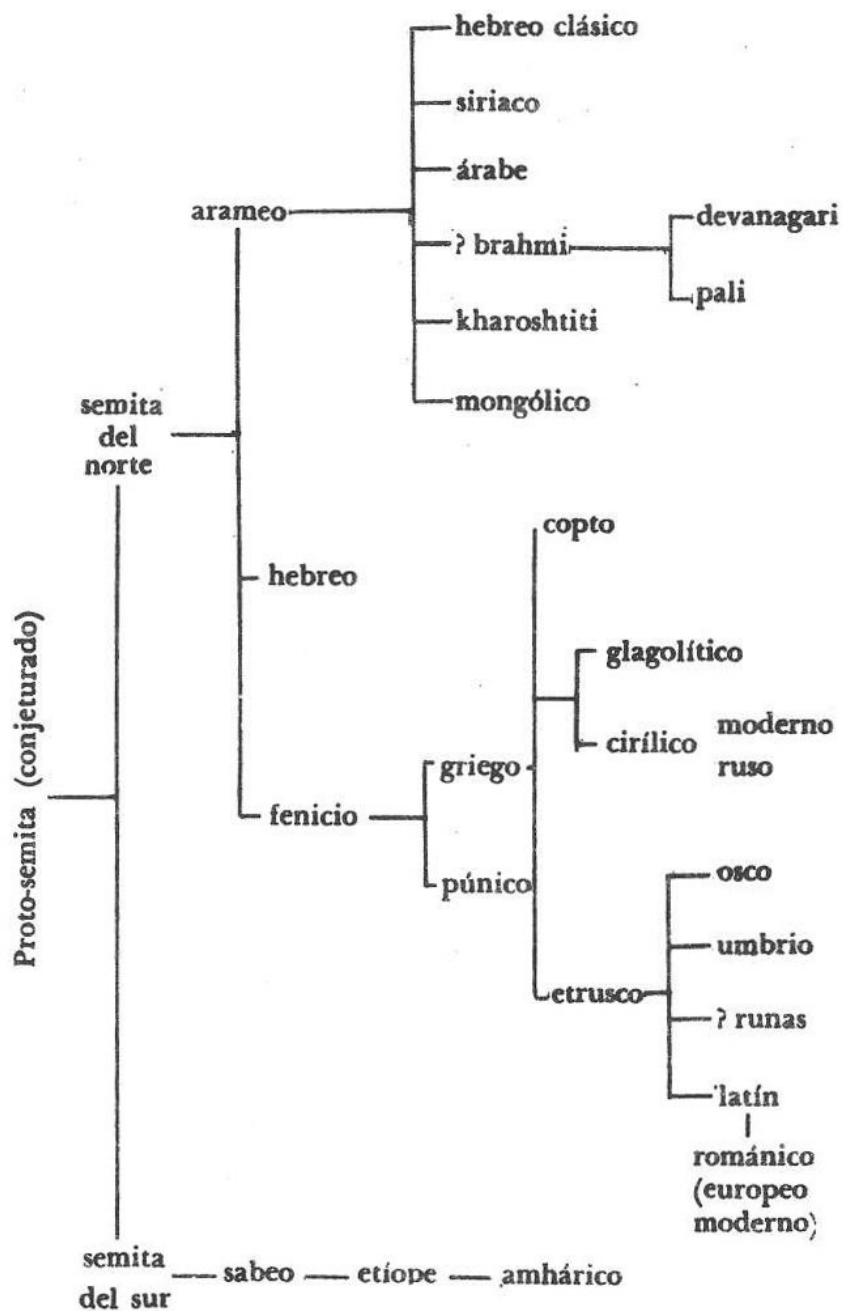 hebreo clásico
siriaco
árabe
arameo
? brahmi
devanagari
pali
kharoshtiti
mongólico
semita
del
norte
hebreo
copto
glagolítico
cirílico
moderno
ruso
Proto-semita (conjeturado)
griego
fenicio
púnico
osco
umbrio
etrusco
? runas
latín
románico
(europeo
moderno)
semita
del sur
sabeo
etíope
amhárico